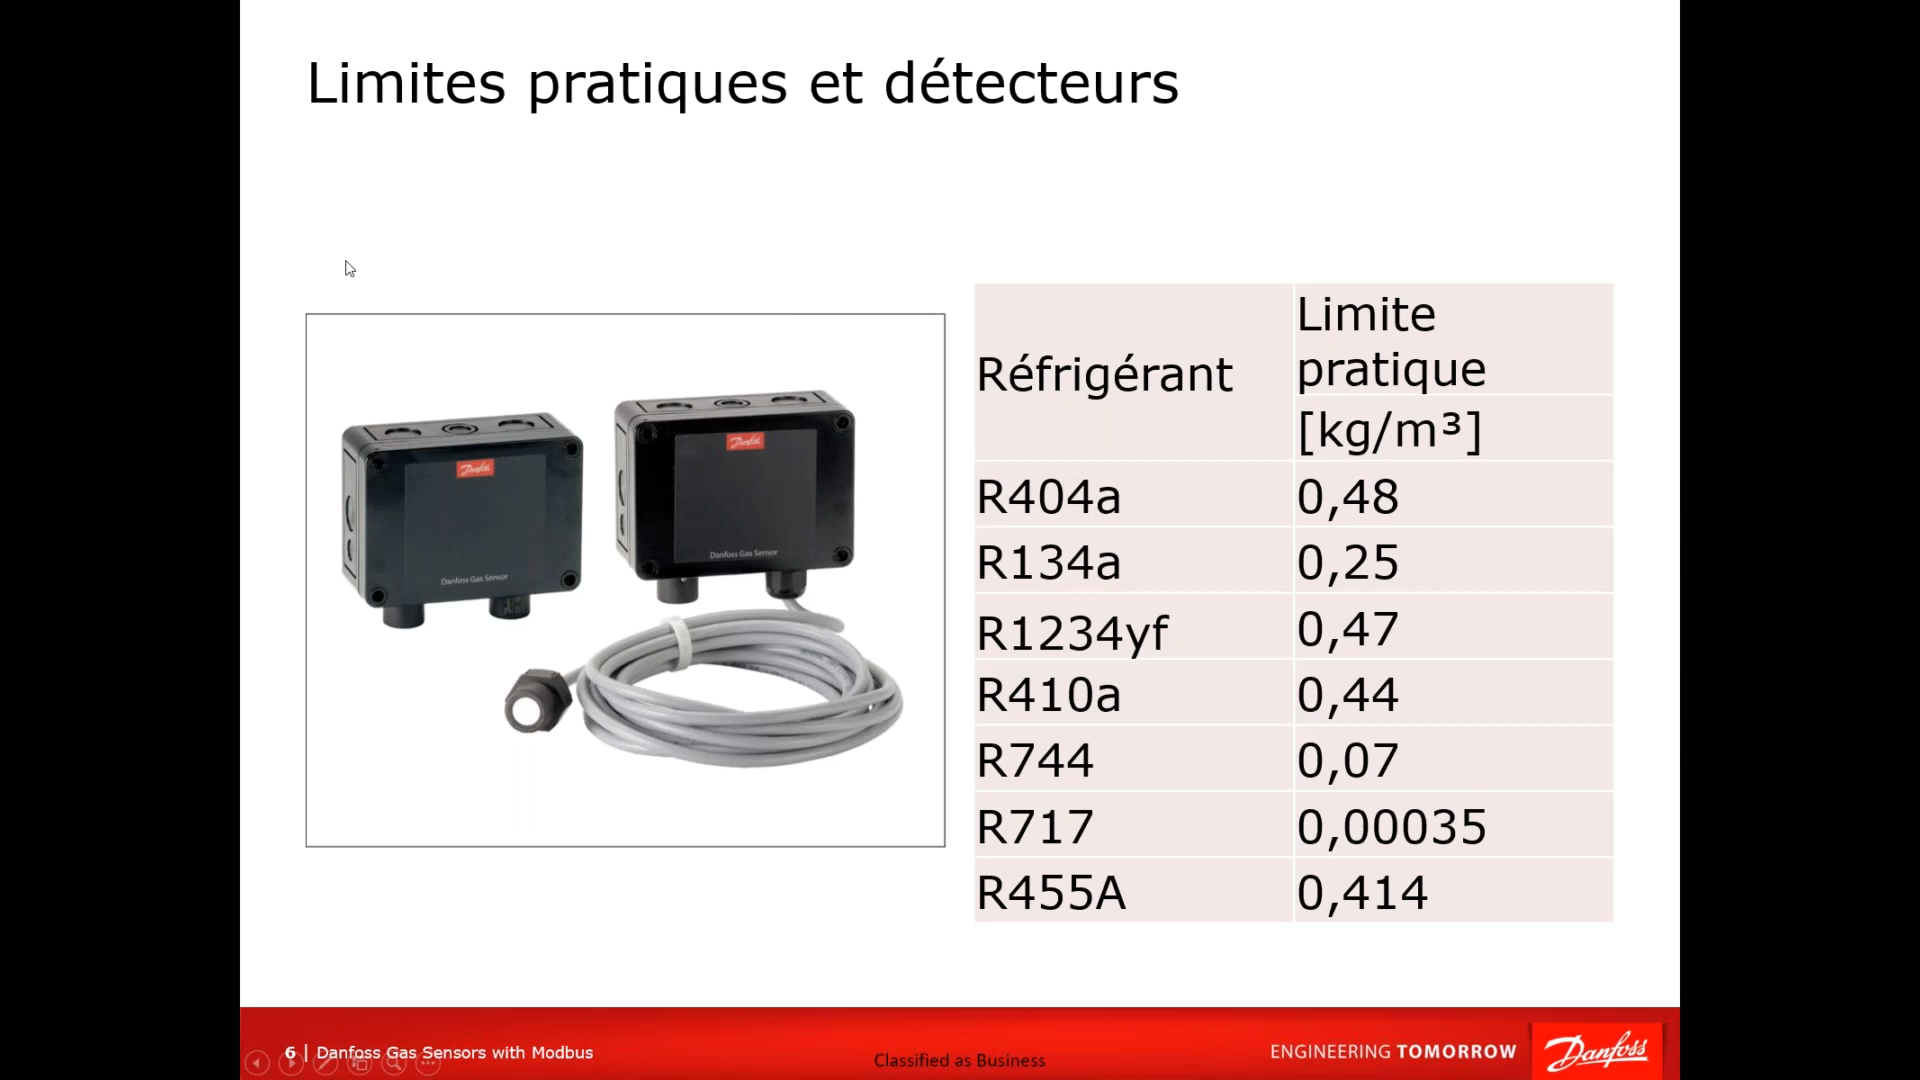 Limites pratiques et détecteurs
Danfoss
Danfoss Gas Sensor
Danfoss
Danfoss Gas Sensor
Réfrigérant
Limite
pratique
[kg/m³]
R404a 0,48
R134a 0,25
R1234yf 0,47
R410a 0,44
R744 0,07
R717 0,00035
R455A 0,414
6 | Danfoss Gas Sensors with Modbus
Classified as Business
ENGINEERING TOMORROW
Danfoss